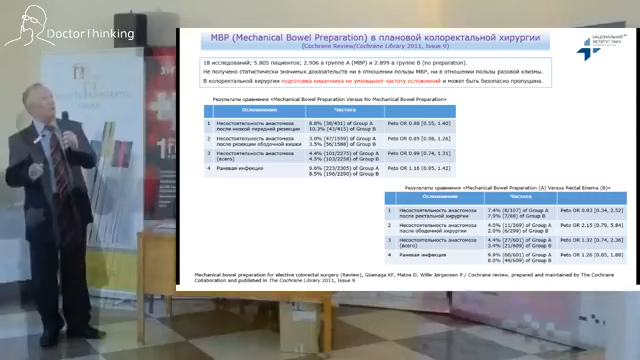 DoctorThinking
MBP (Mechanical Bowel Preparation) в плановой колоректальной хирургии
(Cochrane Review/Cochrane Library 2011, Issue 9)
НАЦИОНАЛЬНЫЙ
ИНСТИТУТ РАКА
18 исследований; 5.805 пациентов; 2.906 в группе А (MBP) и 2.899 в группе В (no preparation).
Не получено статистически значимых доказательств ни в отношении пользы MBP, ни в отношении пользы разовой клизмы.
В колоректальной хирургии подготовка кишечника не уменьшает частоту осложнений и может быть пропущена.
Результаты сравнения «Mechanical Bowel Preparation Versus No Mechanical Bowel Preparation»
Осложнение Частота
1 Несостоятельность анастомоза после низкой передней резекции 8.8% (38/431) of Group A 10.3% (43/415) of Group B Peto OR 0.88 [0.55, 1.40]
2 Несостоятельность анастомоза после резекции ободочной кишки 3.0% (47/1559) of Group A 3.5% (56/1588) of Group B Peto OR 0.85 [0.58, 1.26]
3 Несостоятельность анастомоза (всего) 4.4% (101/2275) of Group A 4.5% (103/2258) of Group B Peto OR 0.99 [0.74, 1.31]
4 Раневая инфекция 9.6% (223/2305) of Group A 8.5% (196/2290) of Group B Peto OR 1.16 [0.95, 1.42]
Результаты сравнения «Mechanical Bowel Preparation (A) Versus Rectal Enema (B)»
Осложнение Частота
1 Несостоятельность анастомоза после ректальной хирургии 7.4% (8/107) of Group A 7.9% (7/88) of Group B Peto OR 0.93 [0.34, 2.52]
2 Несостоятельность анастомоза после ободочной хирургии 4.0% (11/269) of Group A 2.0% (6/299) of Group B Peto OR 2.15 [0.79, 5.84]
3 Несостоятельность анастомоза (всего) 4.4% (27/601) of Group A 3.4% (21/609) of Group B Peto OR 1.32 [0.74, 2.36]
4 Раневая инфекция 9.9% (60/601) of Group A 8.0% (49/609) of Group B Peto OR 1.26 [0.85, 1.88]
Mechanical bowel preparation for elective colorectal surgery (Review), Güenaga KF, Matos D, Wille-Jørgensen P./ Cochrane review, prepared and maintained by The Cochrane
Collaboration and published in The Cochrane Library 2011, Issue 9